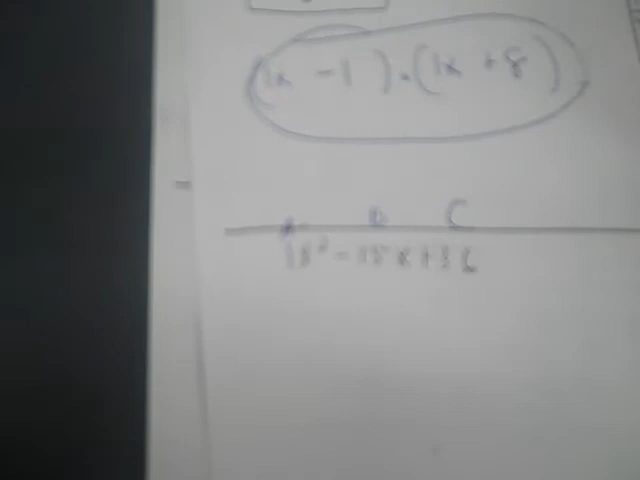 (1x - 1) · (1x + 8)
A B C
1x² - 15x + 36